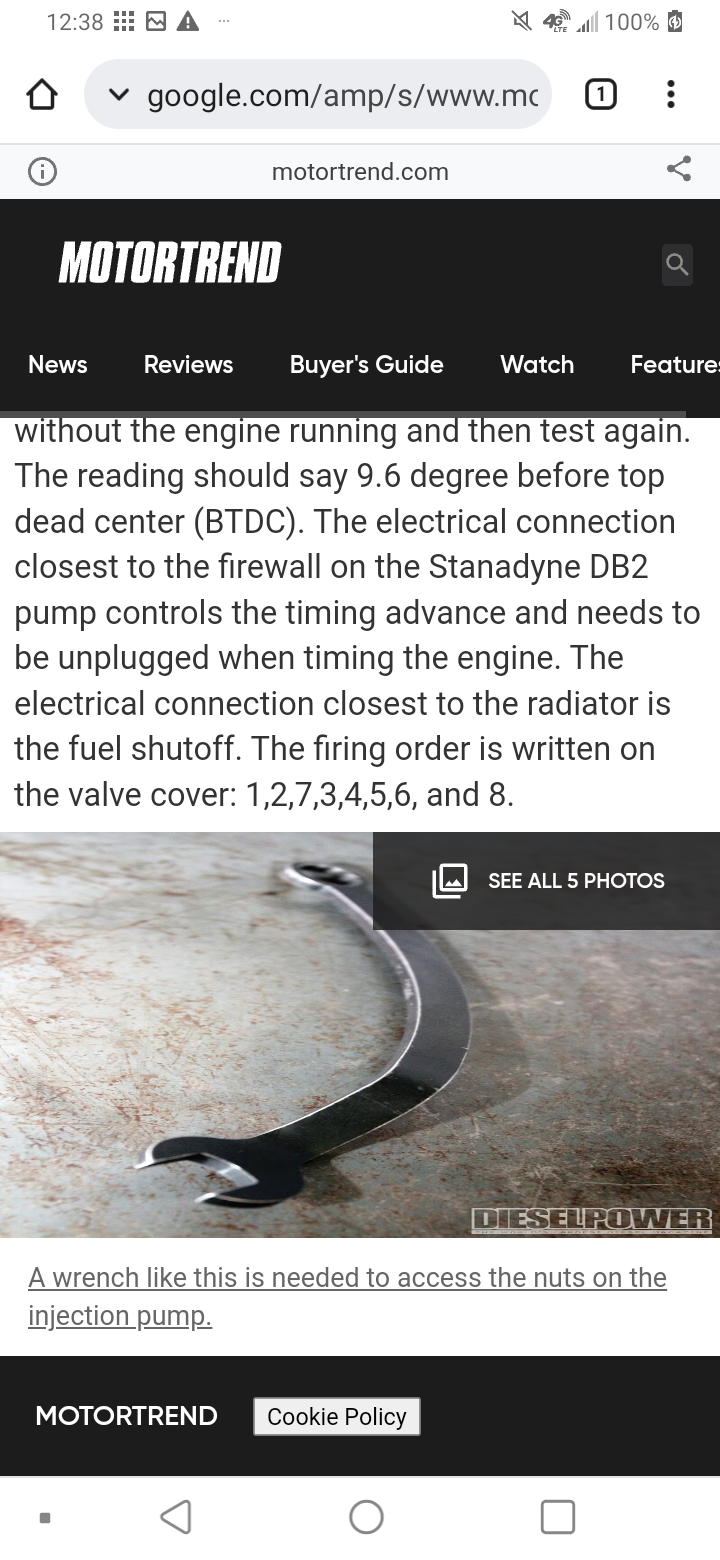 12:38
4G LTE 100%
google.com/amp/s/www.mc
1
motortrend.com
MOTORTREND
News Reviews Buyer's Guide Watch Features
without the engine running and then test again.
The reading should say 9.6 degree before top
dead center (BTDC). The electrical connection
closest to the firewall on the Stanadyne DB2
pump controls the timing advance and needs to
be unplugged when timing the engine. The
electrical connection closest to the radiator is
the fuel shutoff. The firing order is written on
the valve cover: 1,2,7,3,4,5,6, and 8.
SEE ALL 5 PHOTOS
DIESELPOWER
A wrench like this is needed to access the nuts on the
injection pump.
MOTORTREND
Cookie Policy